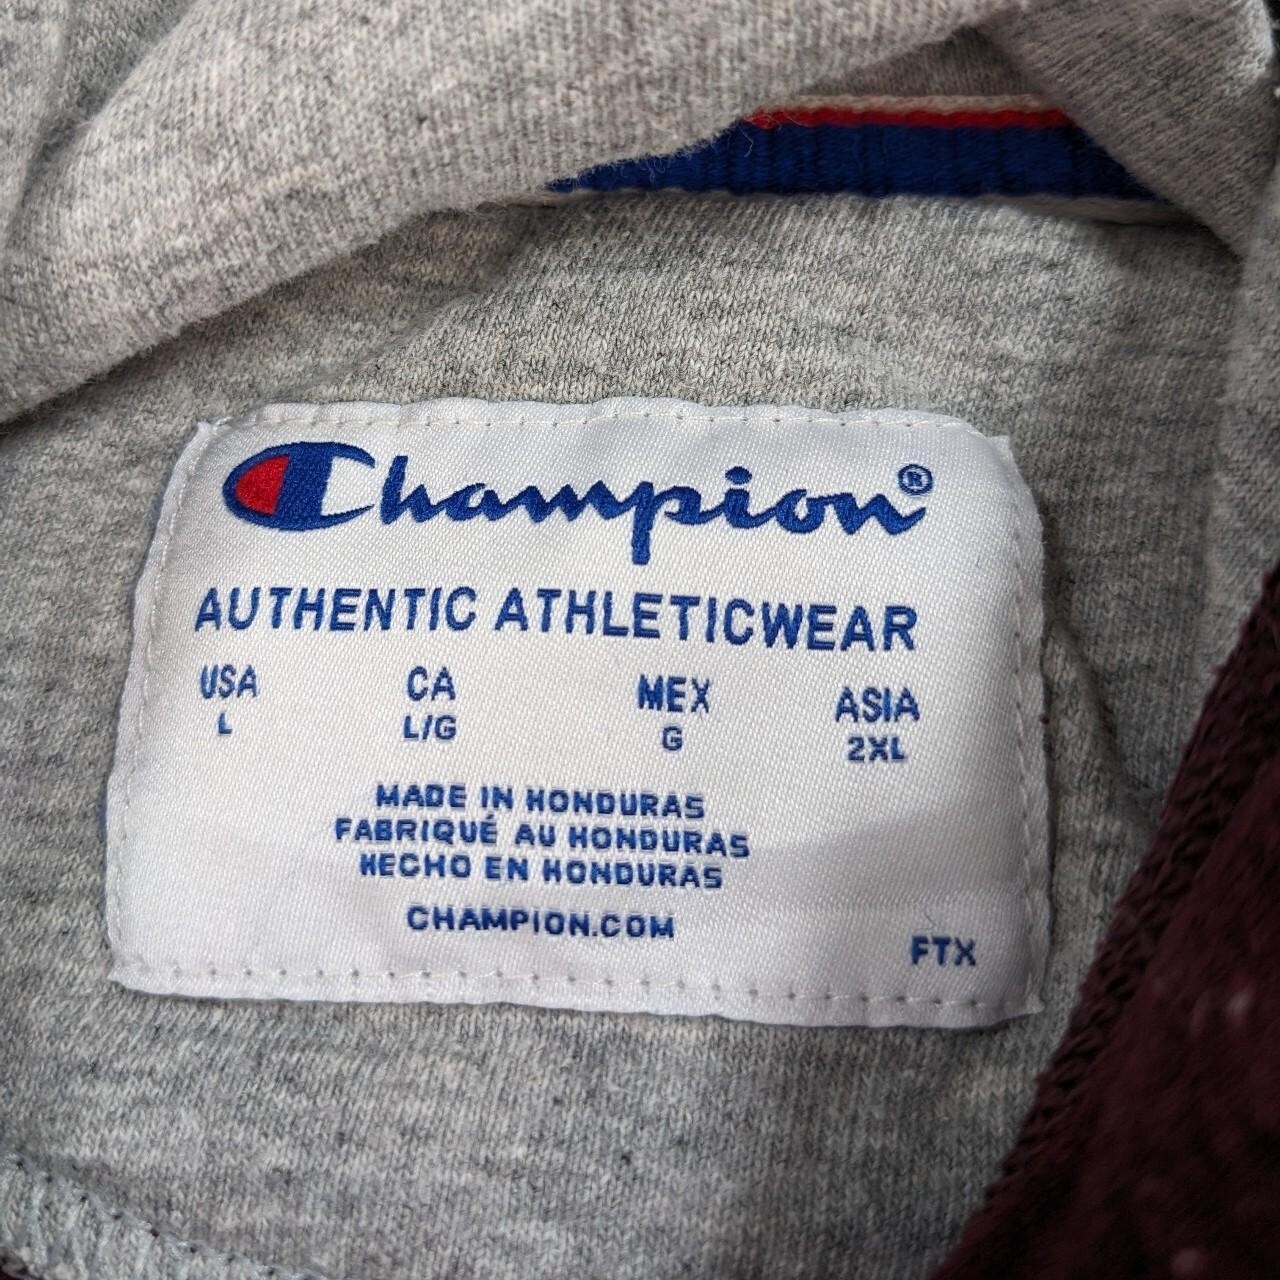 Champion®
AUTHENTIC ATHLETICWEAR
USA CA MEX ASIA
L L/G G 2XL
MADE IN HONDURAS
FABRIQUÉ AU HONDURAS
HECHO EN HONDURAS
CHAMPION.COM
FTX